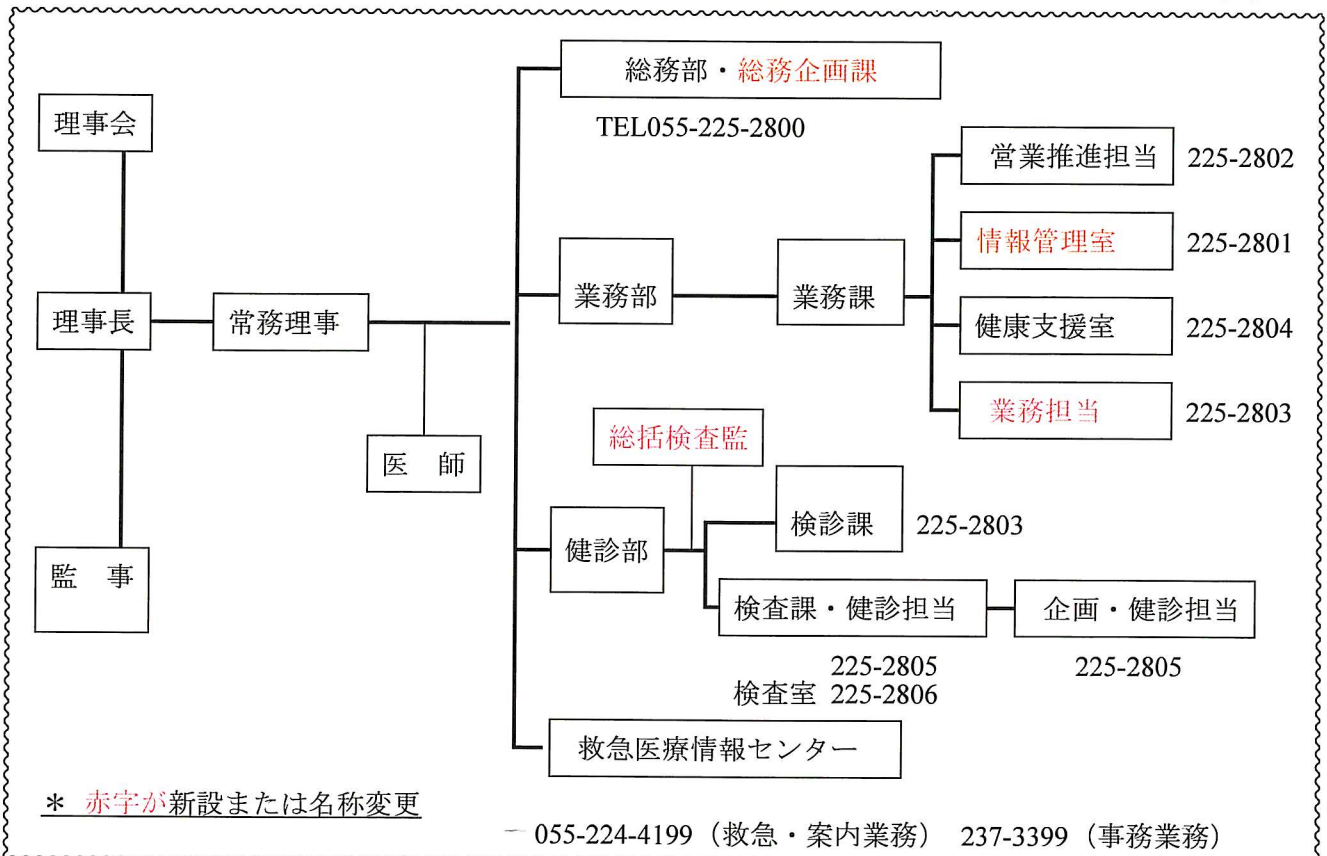 総務部・総務企画課
TEL055-225-2800
理事会
理事長
常務理事
医 師
監 事
業務部
業務課
営業推進担当 225-2802
情報管理室 225-2801
健康支援室 225-2804
業務担当 225-2803
総括検査監
健診部
検診課 225-2803
検査課・健診担当
225-2805
検査室 225-2806
企画・健診担当
225-2805
救急医療情報センター
055-224-4199（救急・案内業務） 237-3399（事務業務）
＊ 赤字が新設または名称変更